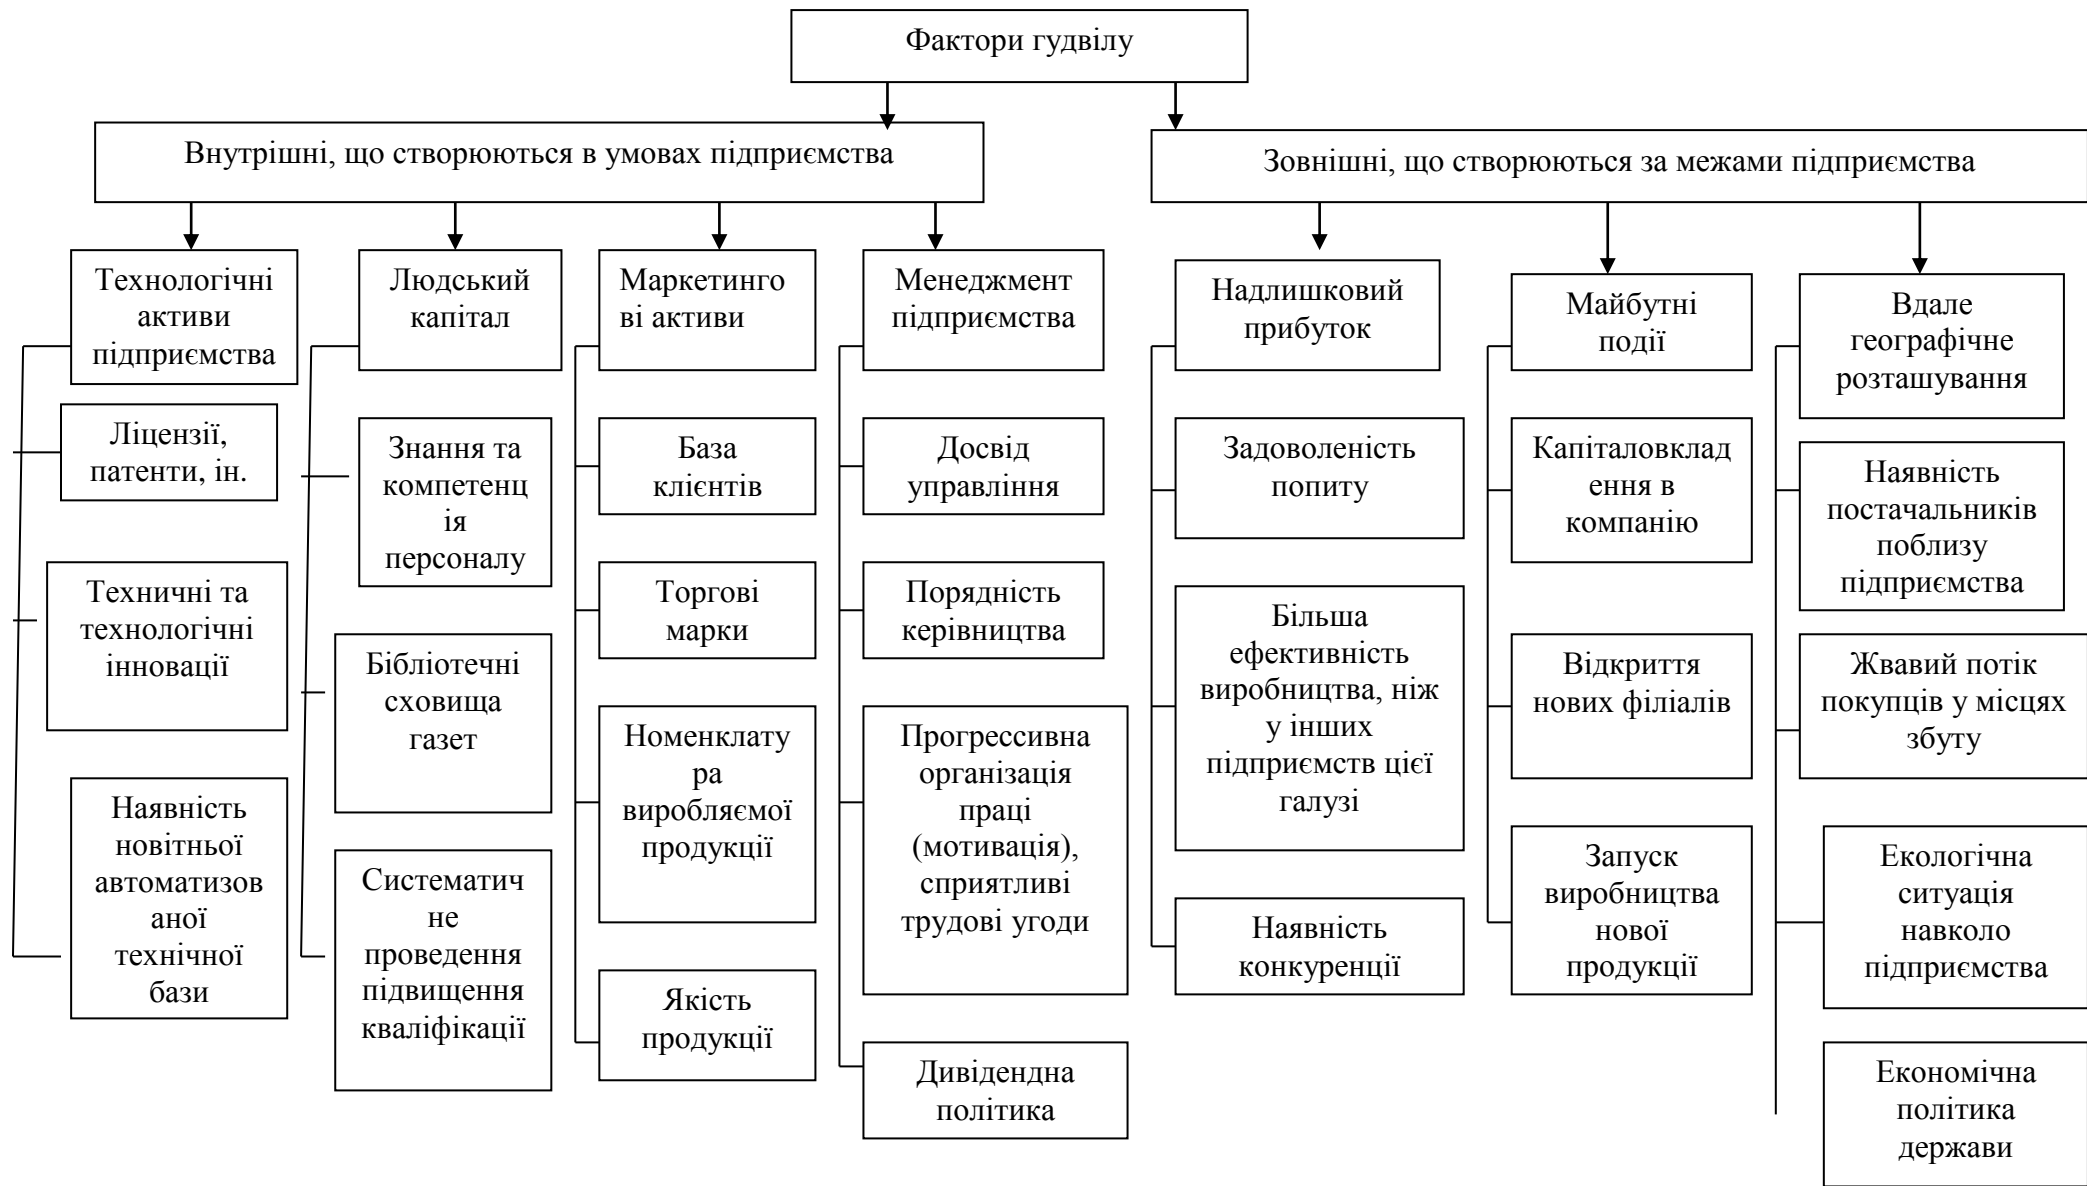 Фактори гудвілу
Внутрішні, що створюються в умовах підприємства
Зовнішні, що створюються за межами підприємства
Технологічні
активи
підприємства
Ліцензії,
патенти, ін.
Техничні та
технологічні
інновації
Наявність
новітньої
автоматизов
аної
технічної
бази
Людський
капітал
Знання та
компетенц
ія
персоналу
Бібліотечні
сховища
газет
Систематич
не
проведення
підвищення
кваліфікації
Маркетинго
ві активи
База
клієнтів
Торгові
марки
Номенклату
ра
виробляємої
продукції
Якість
продукції
Менеджмент
підприємства
Досвід
управління
Порядність
керівництва
Прогрессивна
організація
праці
(мотивація),
сприятливі
трудові угоди
Дивідендна
політика
Надлишковий
прибуток
Задоволеність
попиту
Більша
ефективність
виробництва, ніж
у інших
підприємств цієї
галузі
Наявність
конкуренції
Майбутні
події
Капіталовклад
ення в
компанію
Відкриття
нових філіалів
Запуск
виробництва
нової
продукції
Вдале
географічне
розташування
Наявність
постачальників
поблизу
підприємства
Жвавий потік
покупців у місцях
збуту
Екологічна
ситуація
навколо
підприємства
Економічна
політика
держави